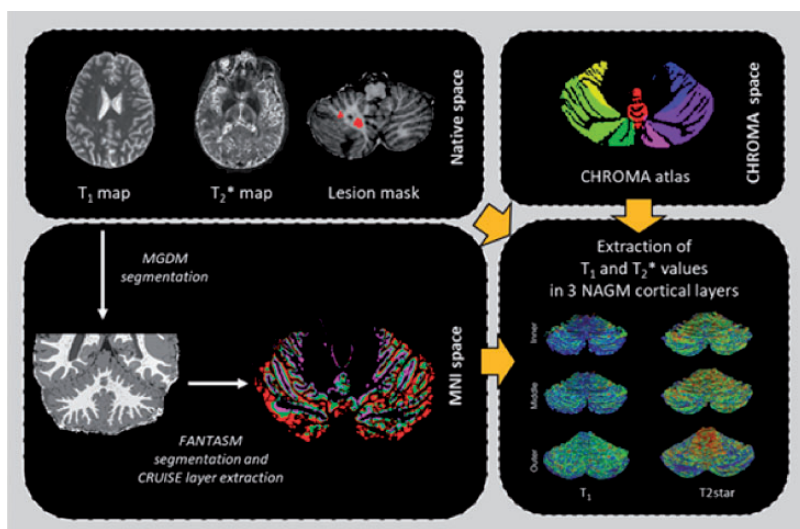 T1 map
T2* map
Lesion mask
Native space
CHROMA atlas
CHROMA space
MGDM
segmentation
FANTASM
segmentation and
CRUISE layer extraction
MNI space
Extraction of
T1 and T2* values
in 3 NAGM cortical layers
Inner
Middle
Outer
T1
T2star